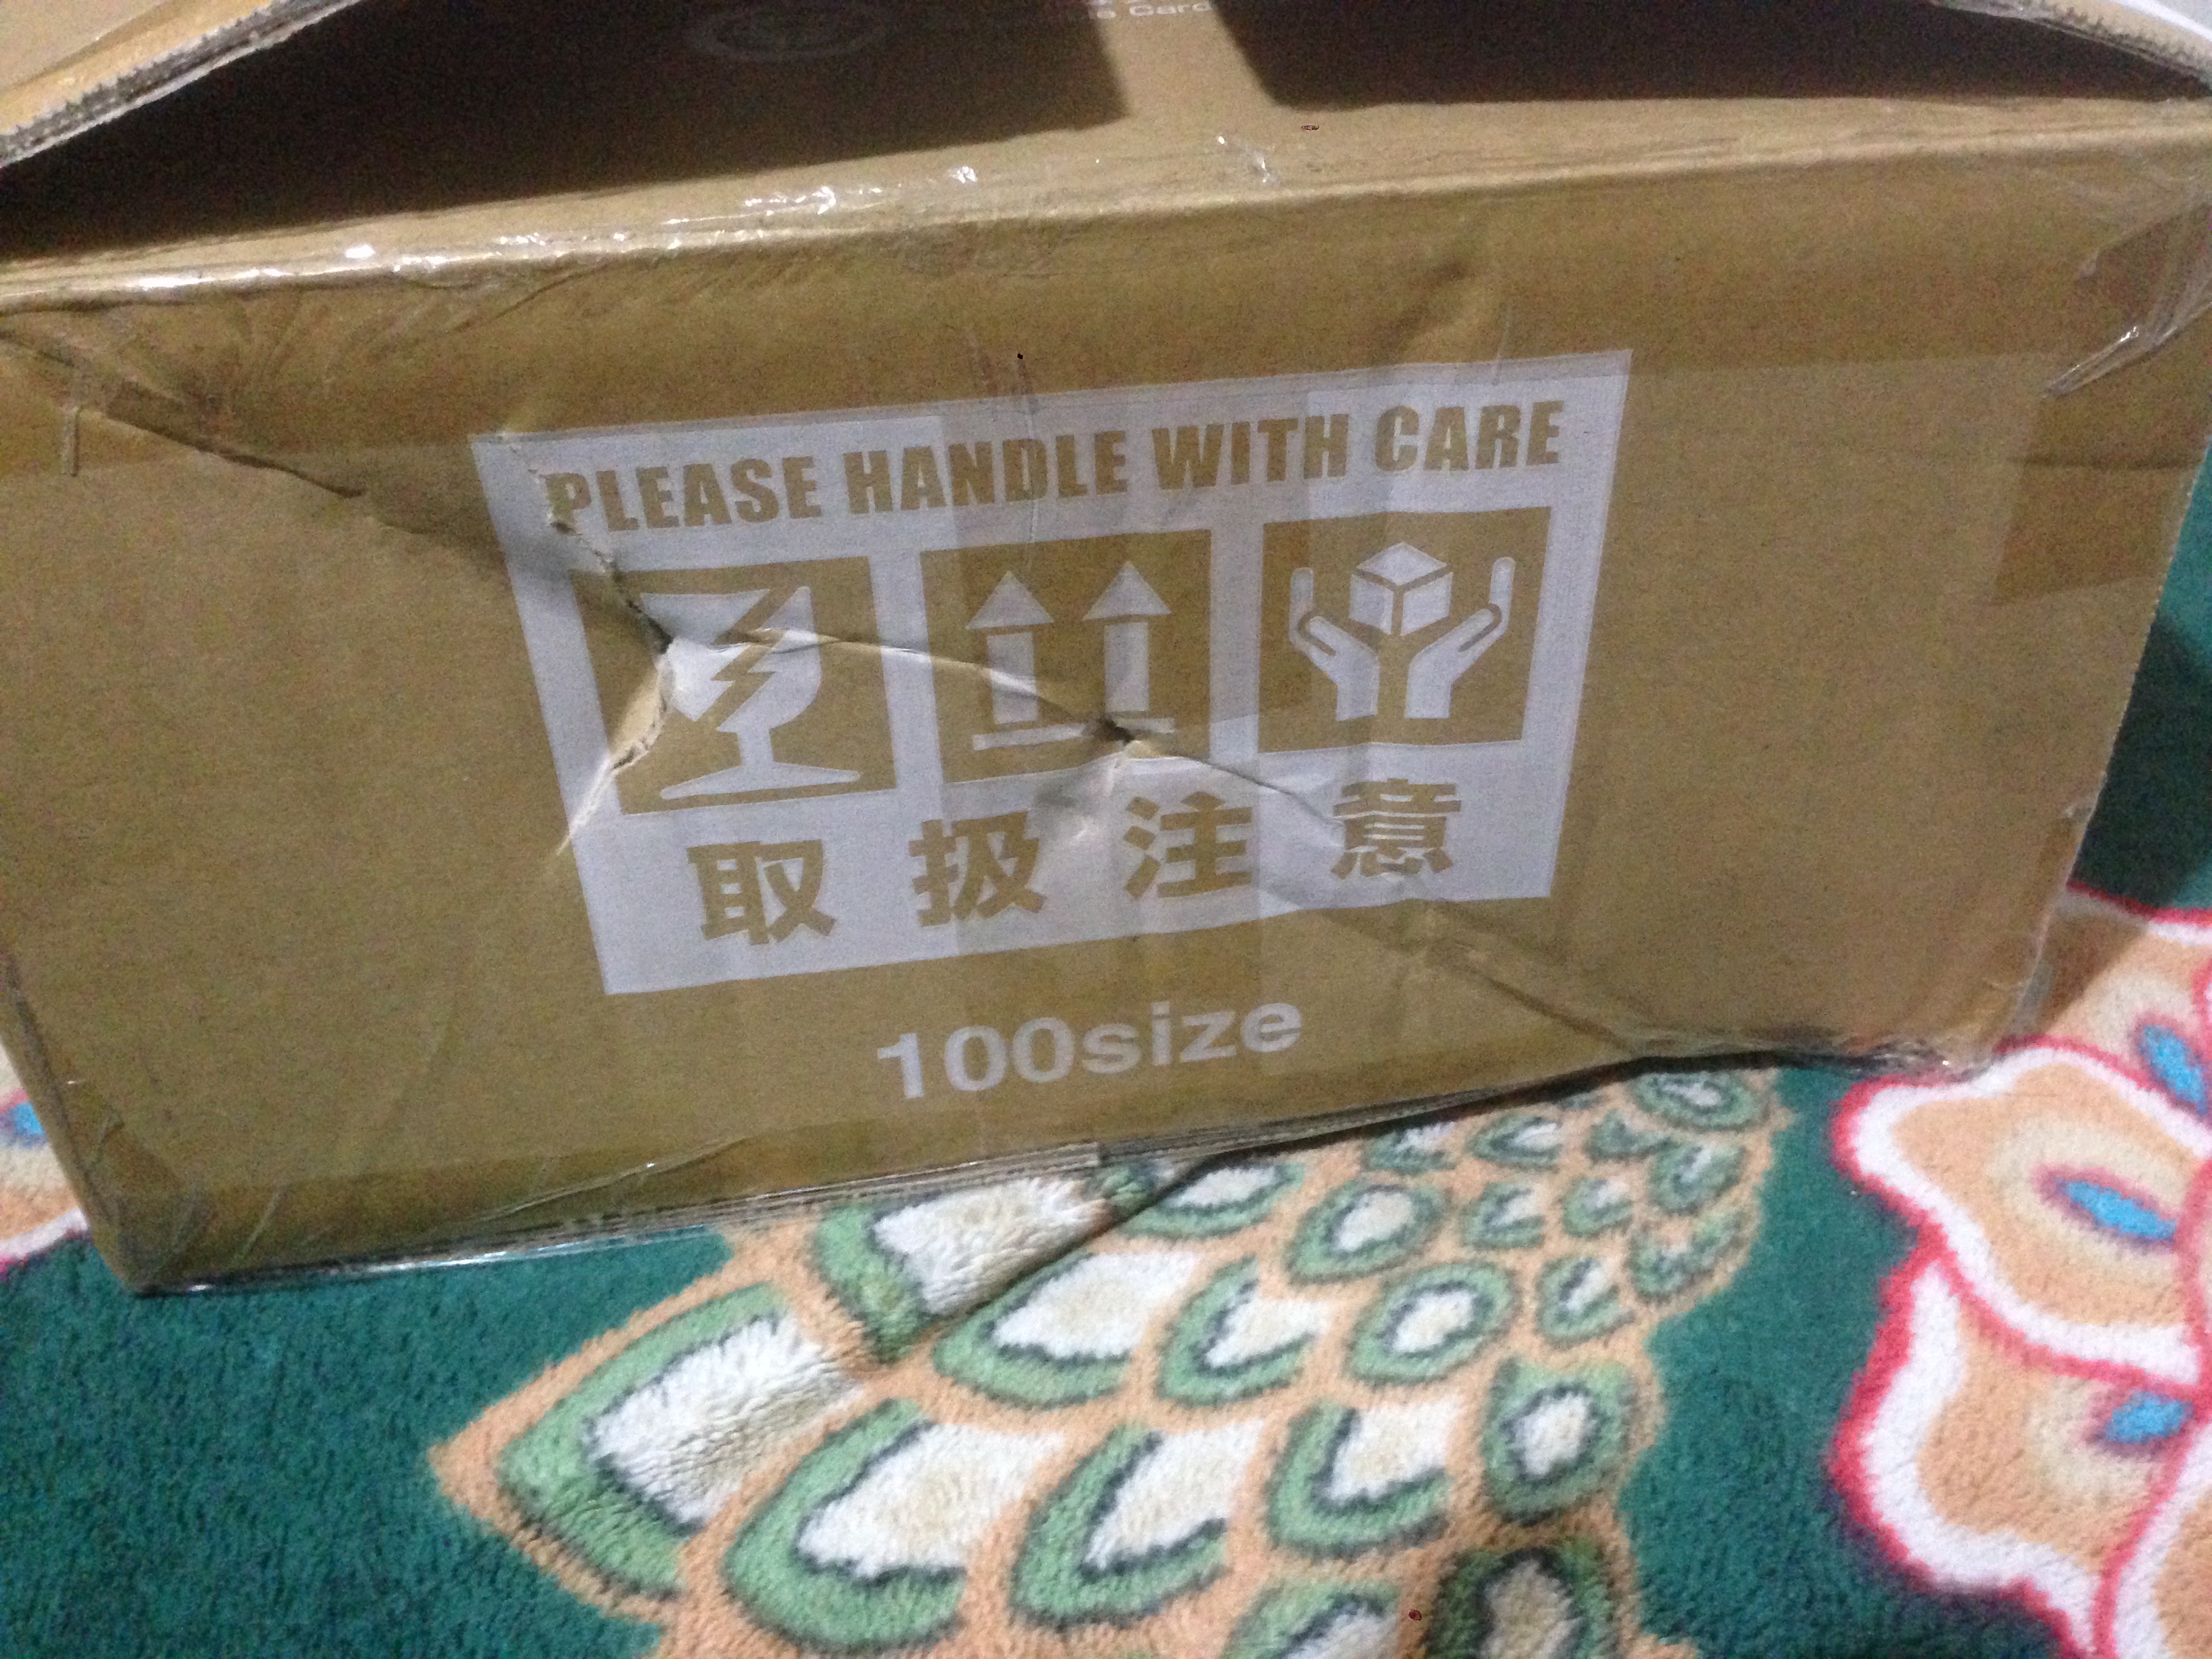 PLEASE HANDLE WITH CARE
取扱注意
100size